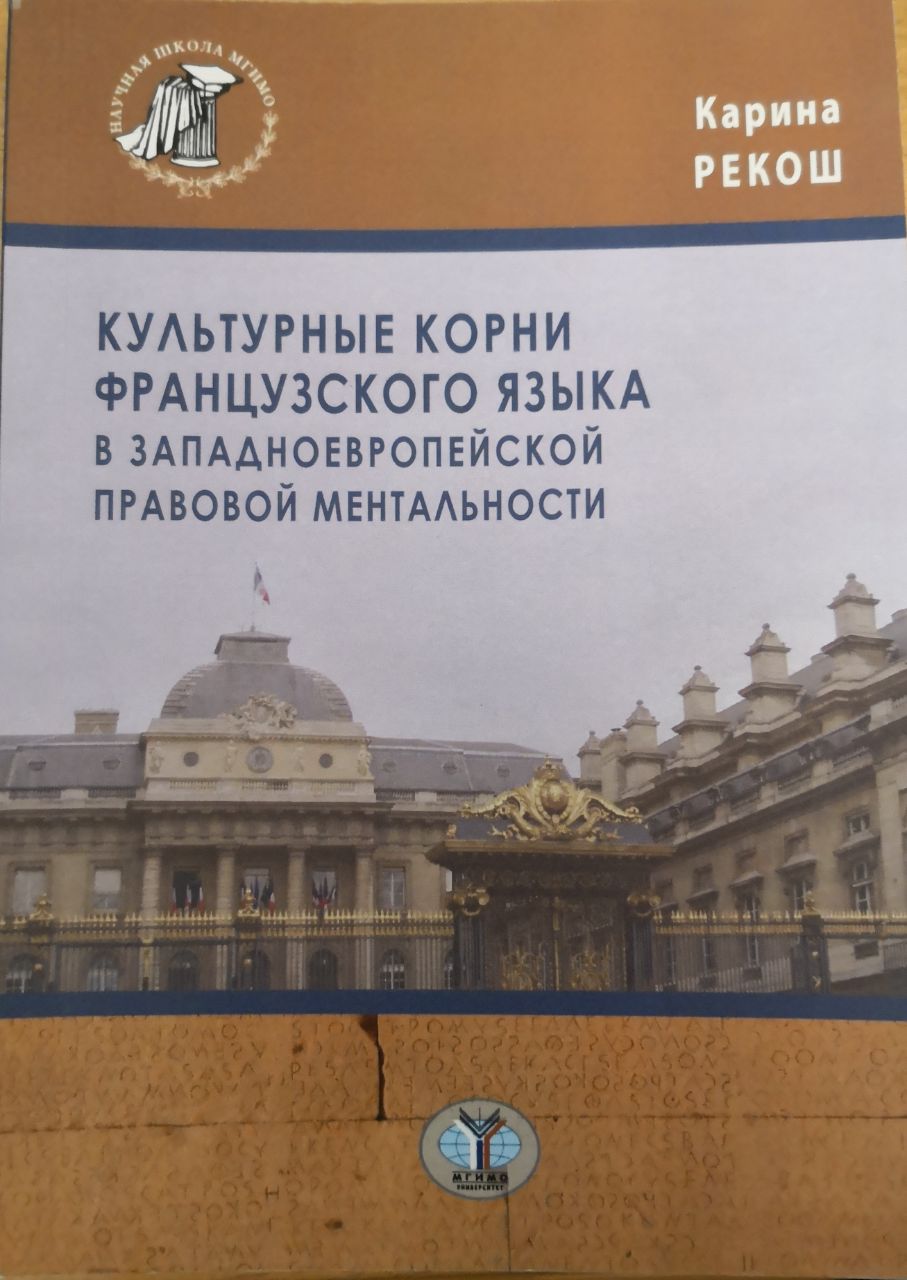 НАУЧНАЯ ШКОЛА МГИМО
Карина
РЕКОШ
КУЛЬТУРНЫЕ КОРНИ
ФРАНЦУЗСКОГО ЯЗЫКА
В ЗАПАДНОЕВРОПЕЙСКОЙ
ПРАВОВОЙ МЕНТАЛЬНОСТИ
МГИМО
УНИВЕРСИТЕТ